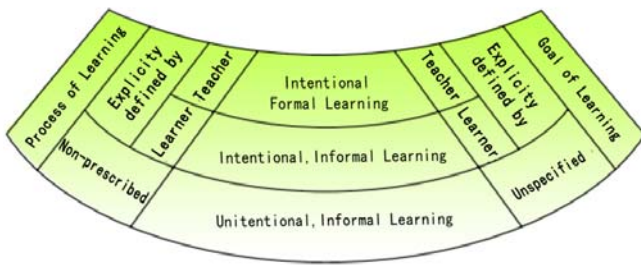 Process of Learning
Explicity
defined by
Teacher
Learner
Non-prescribed
Intentional
Formal Learning
Intentional, Informal Learning
Unitentional, Informal Learning
Teacher
Learner
Explicity
defined by
Unspecified
Goal of Learning